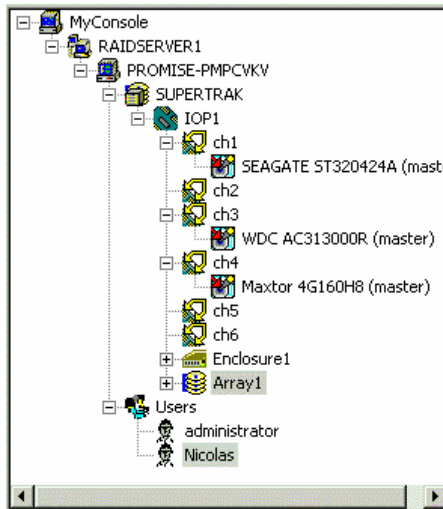 MyConsole
RAIDSERVER1
PROMISE-PMPCVKV
SUPERTRAK
IOP1
ch1
SEAGATE ST320424A (mast
ch2
ch3
WDC AC313000R (master)
ch4
Maxtor 4G160H8 (master)
ch5
ch6
Enclosure1
Array1
Users
administrator
Nicolas